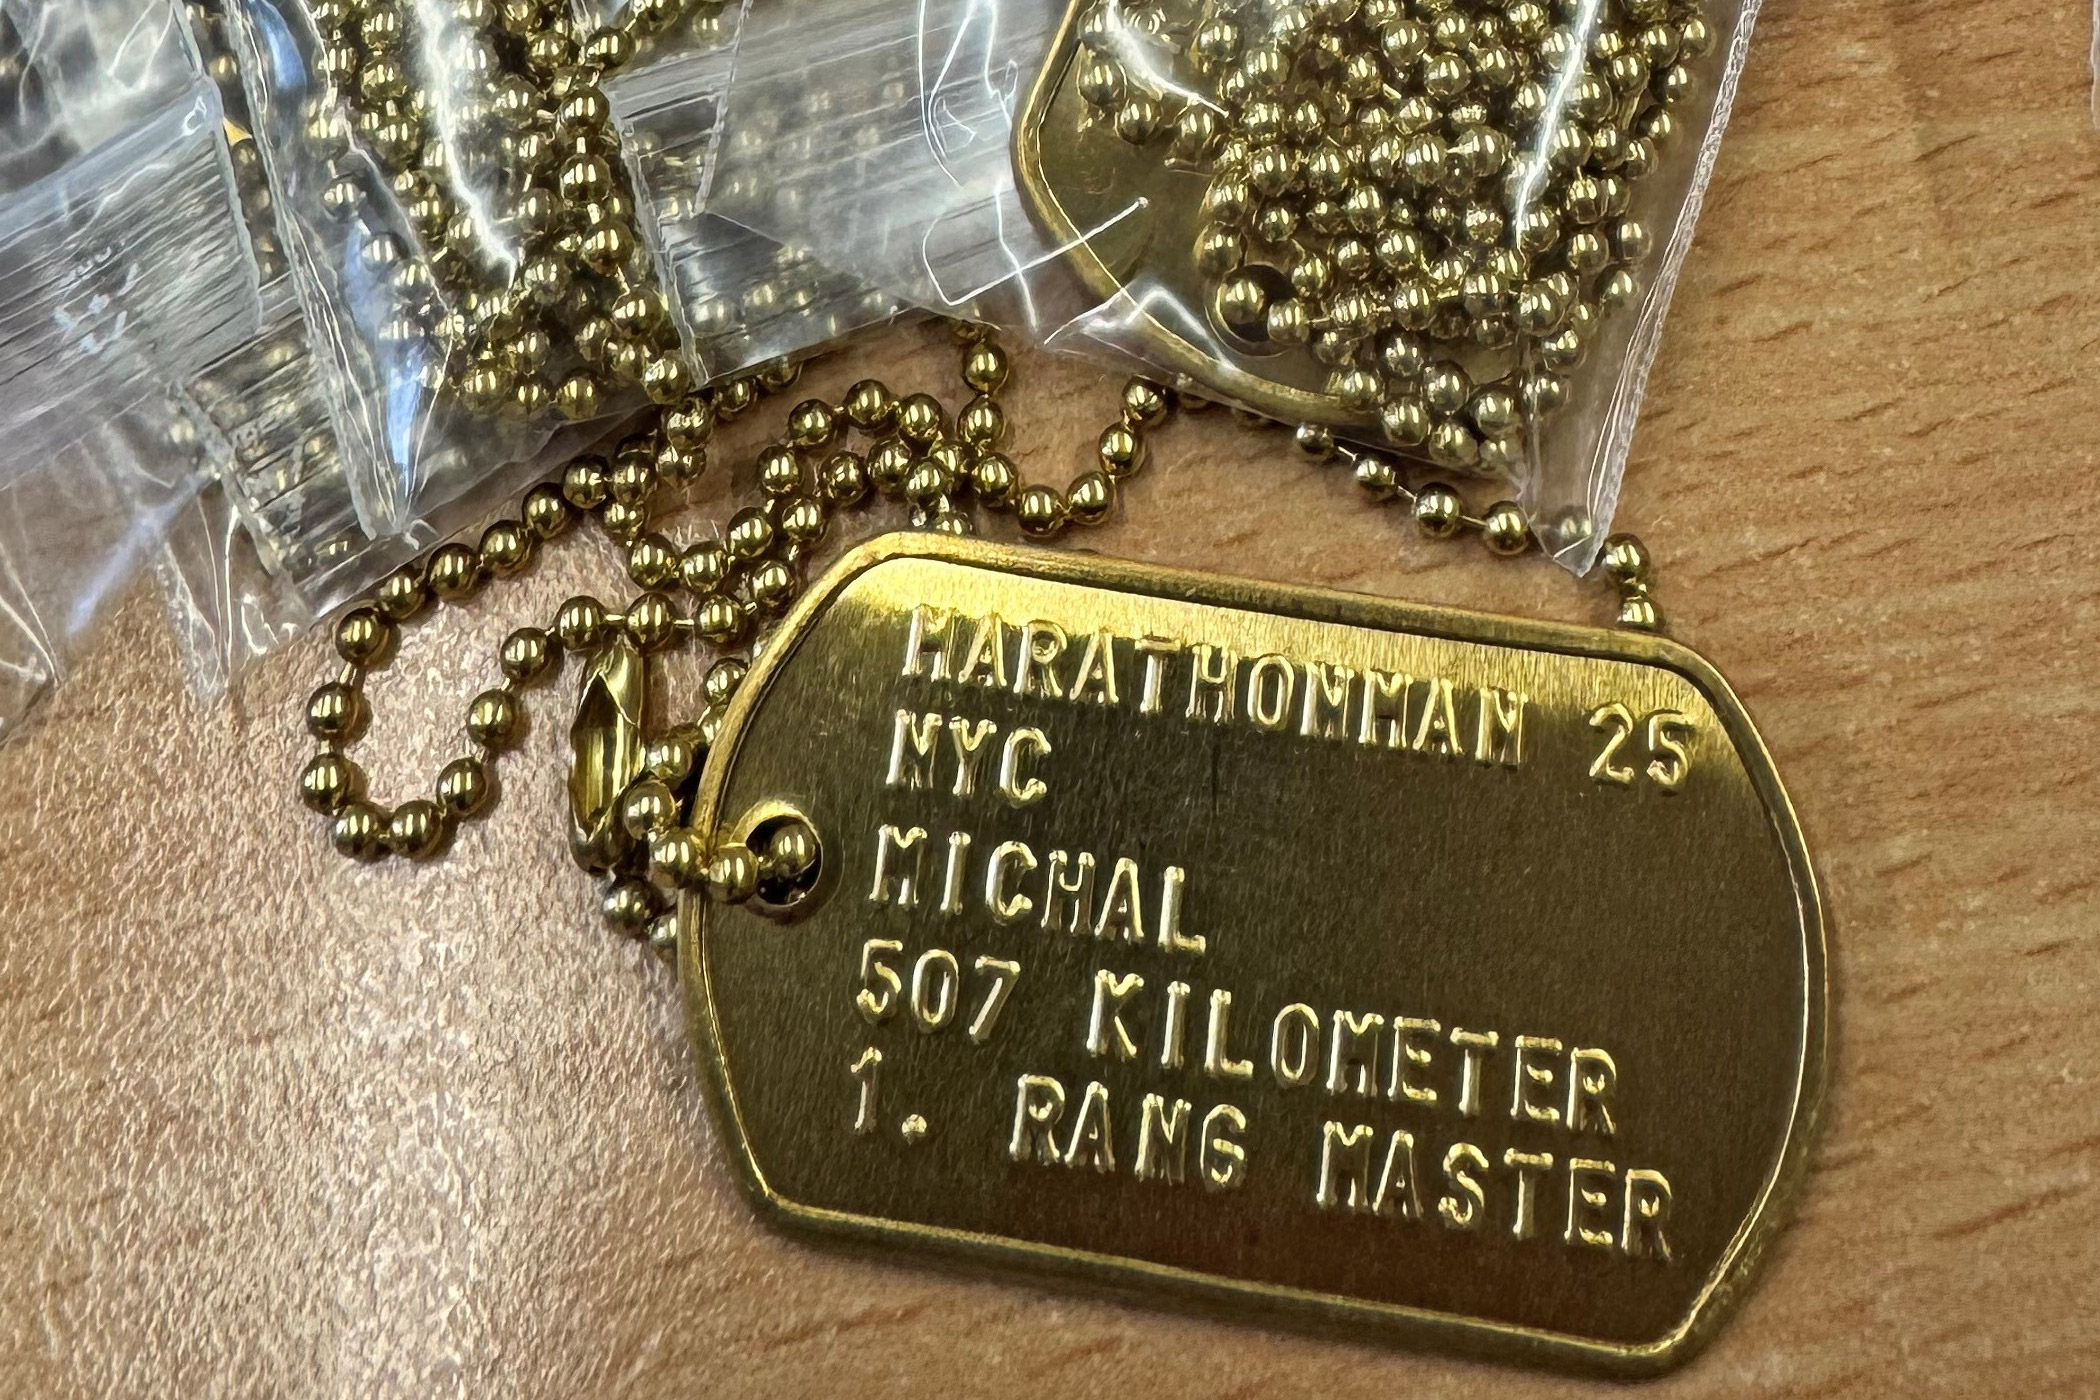 MARATHONMAN 25
NYC
MICHAL
507 KILOMETER
1. RANG MASTER